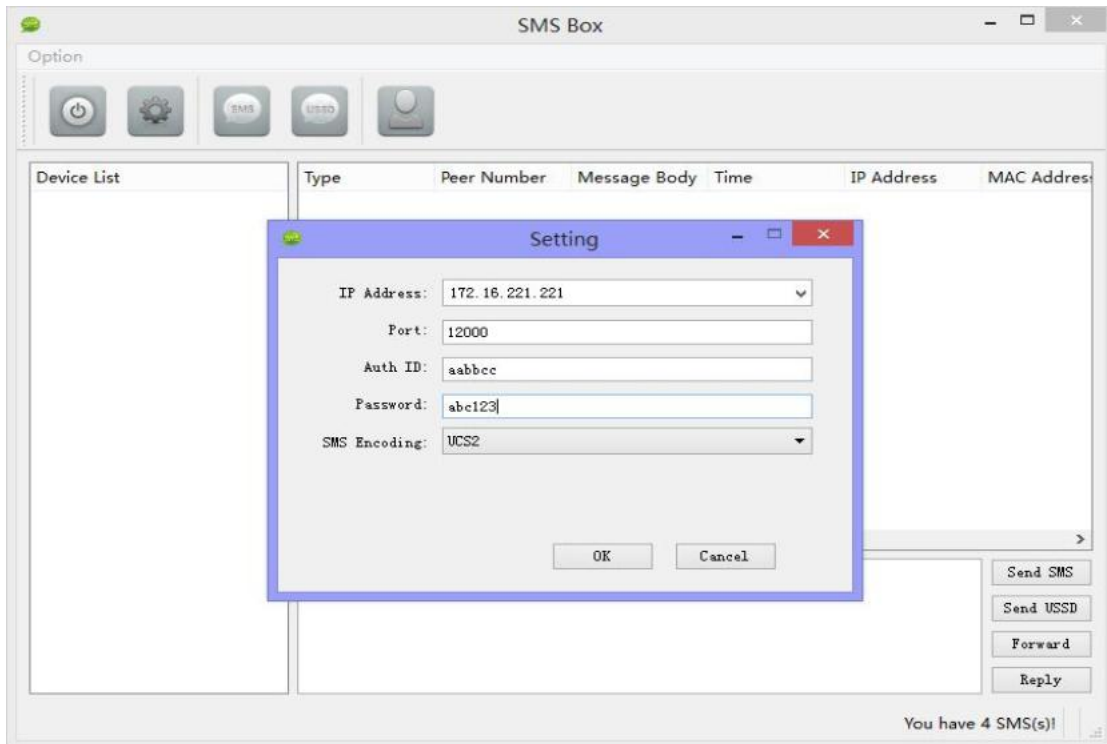 SMS Box
Option
SMS
USSD
Device List
Type Peer Number Message Body Time IP Address MAC Address
Setting
IP Address: 172.16.221.221
Port: 12000
Auth ID: aabbcc
Password: abc123
SMS Encoding: UCS2
OK Cancel
Send SMS
Send USSD
Forward
Reply
You have 4 SMS(s)!